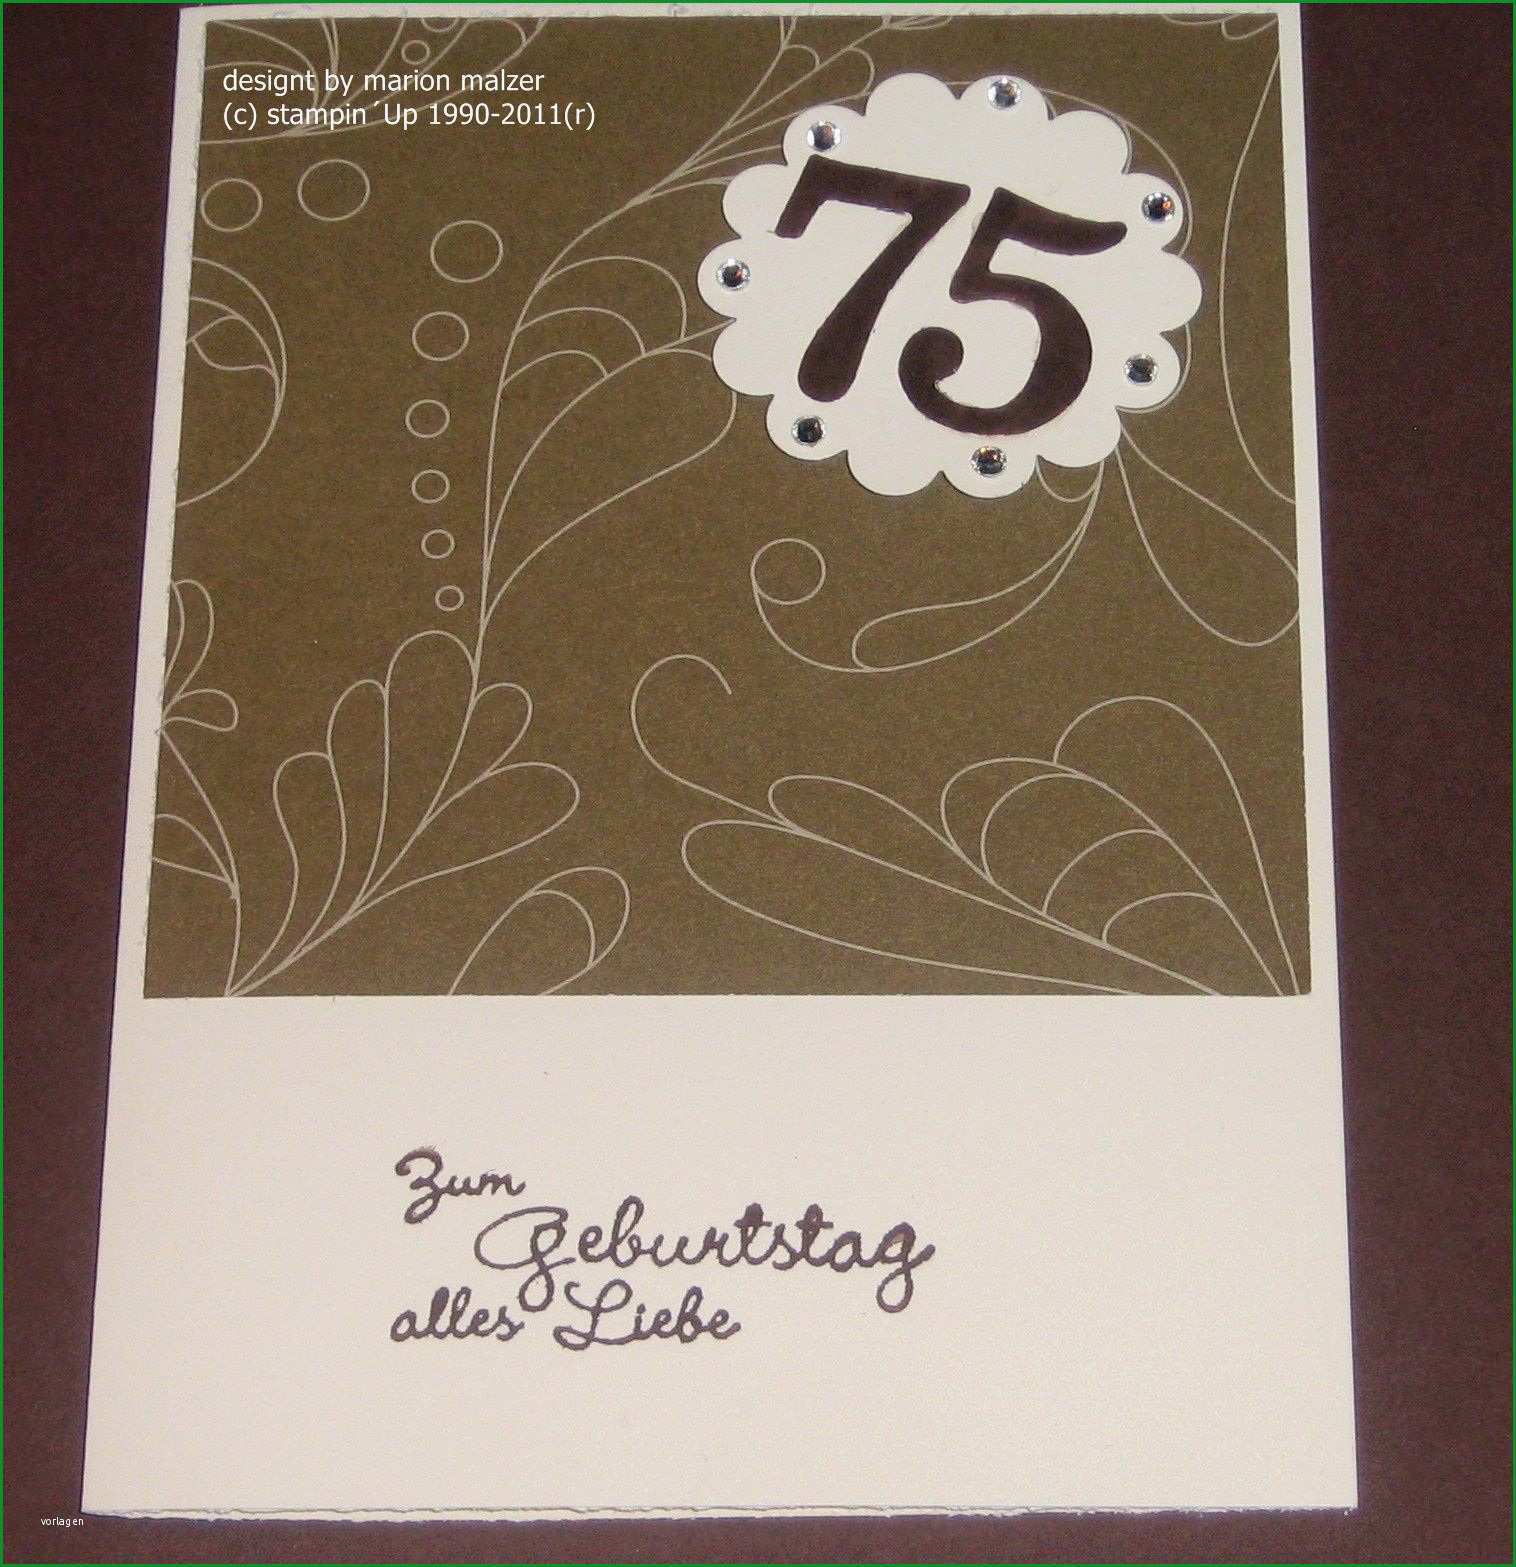 designt by marion malzer
(c) stampin´Up 1990-2011(r)
75
Zum
Geburtstag
alles Liebe
vorlagen